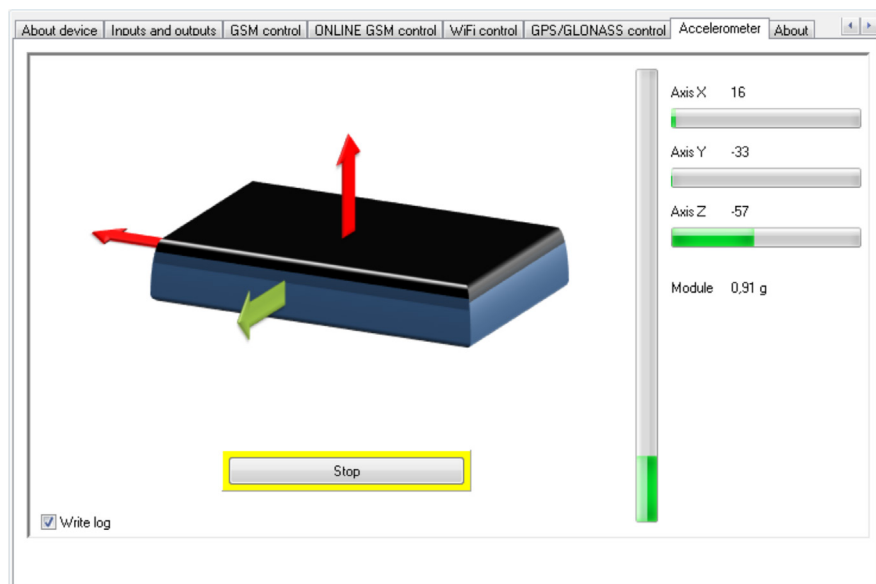 About device Inputs and outputs GSM control ONLINE GSM control WiFi control GPS/GLONASS control Accelerometer About
Axis X 16
Axis Y -33
Axis Z -57
Module 0,91 g
Stop
Write log